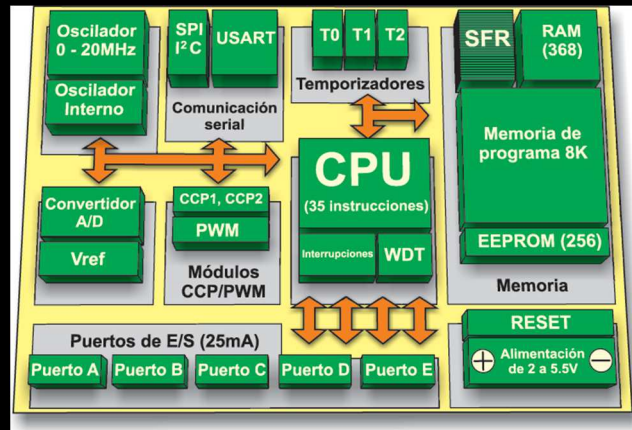 Oscilador
0 - 20MHz
Oscilador
Interno
SPI
I²C
USART
Comunicación
serial
T0
T1
T2
Temporizadores
SFR
RAM
(368)
Memoria de
programa 8K
EEPROM (256)
Memoria
CPU
(35 instrucciones)
Interrupciones
WDT
Convertidor
A/D
Vref
CCP1, CCP2
PWM
Módulos
CCP/PWM
Puertos de E/S (25mA)
Puerto A
Puerto B
Puerto C
Puerto D
Puerto E
RESET
+
Alimentación
de 2 a 5.5V
−